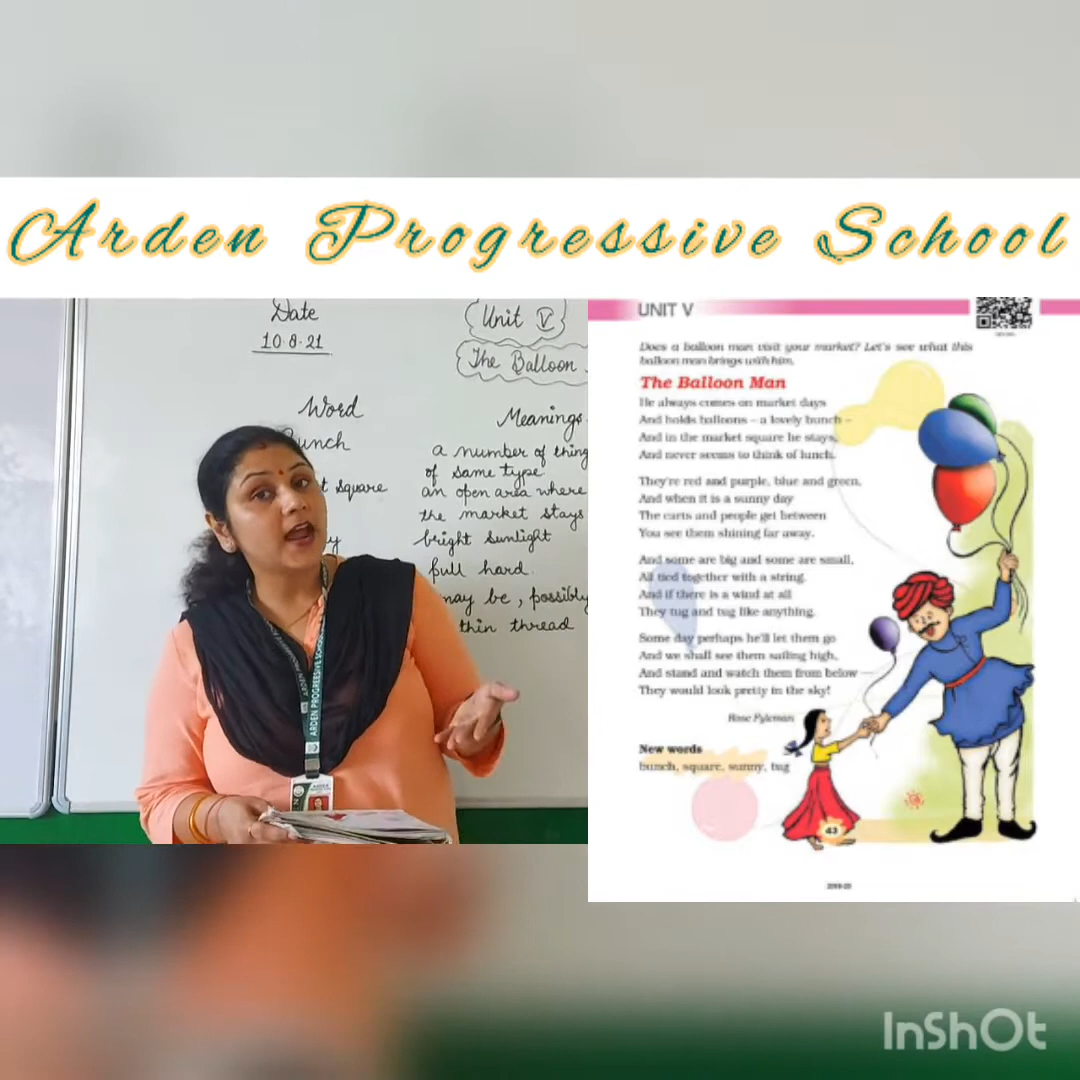 Arden Progressive School
Date
10.8.21
Unit V
The Balloon
Word
Bunch
t square
y
Meanings.
a number of thing
of same type
an open area where
the market stays
bright sunlight
pull hard.
may be, possibly
thin thread
ARDEN PROGRESSIVE SCHOOL
UNIT V
Does a balloon man visit your market? Let's see what this
balloon man brings with him.
The Balloon Man
He always comes on market days
And holds balloons – a lovely bunch –
And in the market square he stays,
And never seems to think of lunch.
They're red and purple, blue and green,
And when it is a sunny day
The carts and people get between
You see them shining far away.
And some are big and some are small,
All tied together with a string.
And if there is a wind at all
They tug and tug like anything.
Some day perhaps he'll let them go
And we shall see them sailing high,
And stand and watch them from below —
They would look pretty in the sky!
Rose Fyleman
New words
bunch, square, sunny, tug
43
InShOt